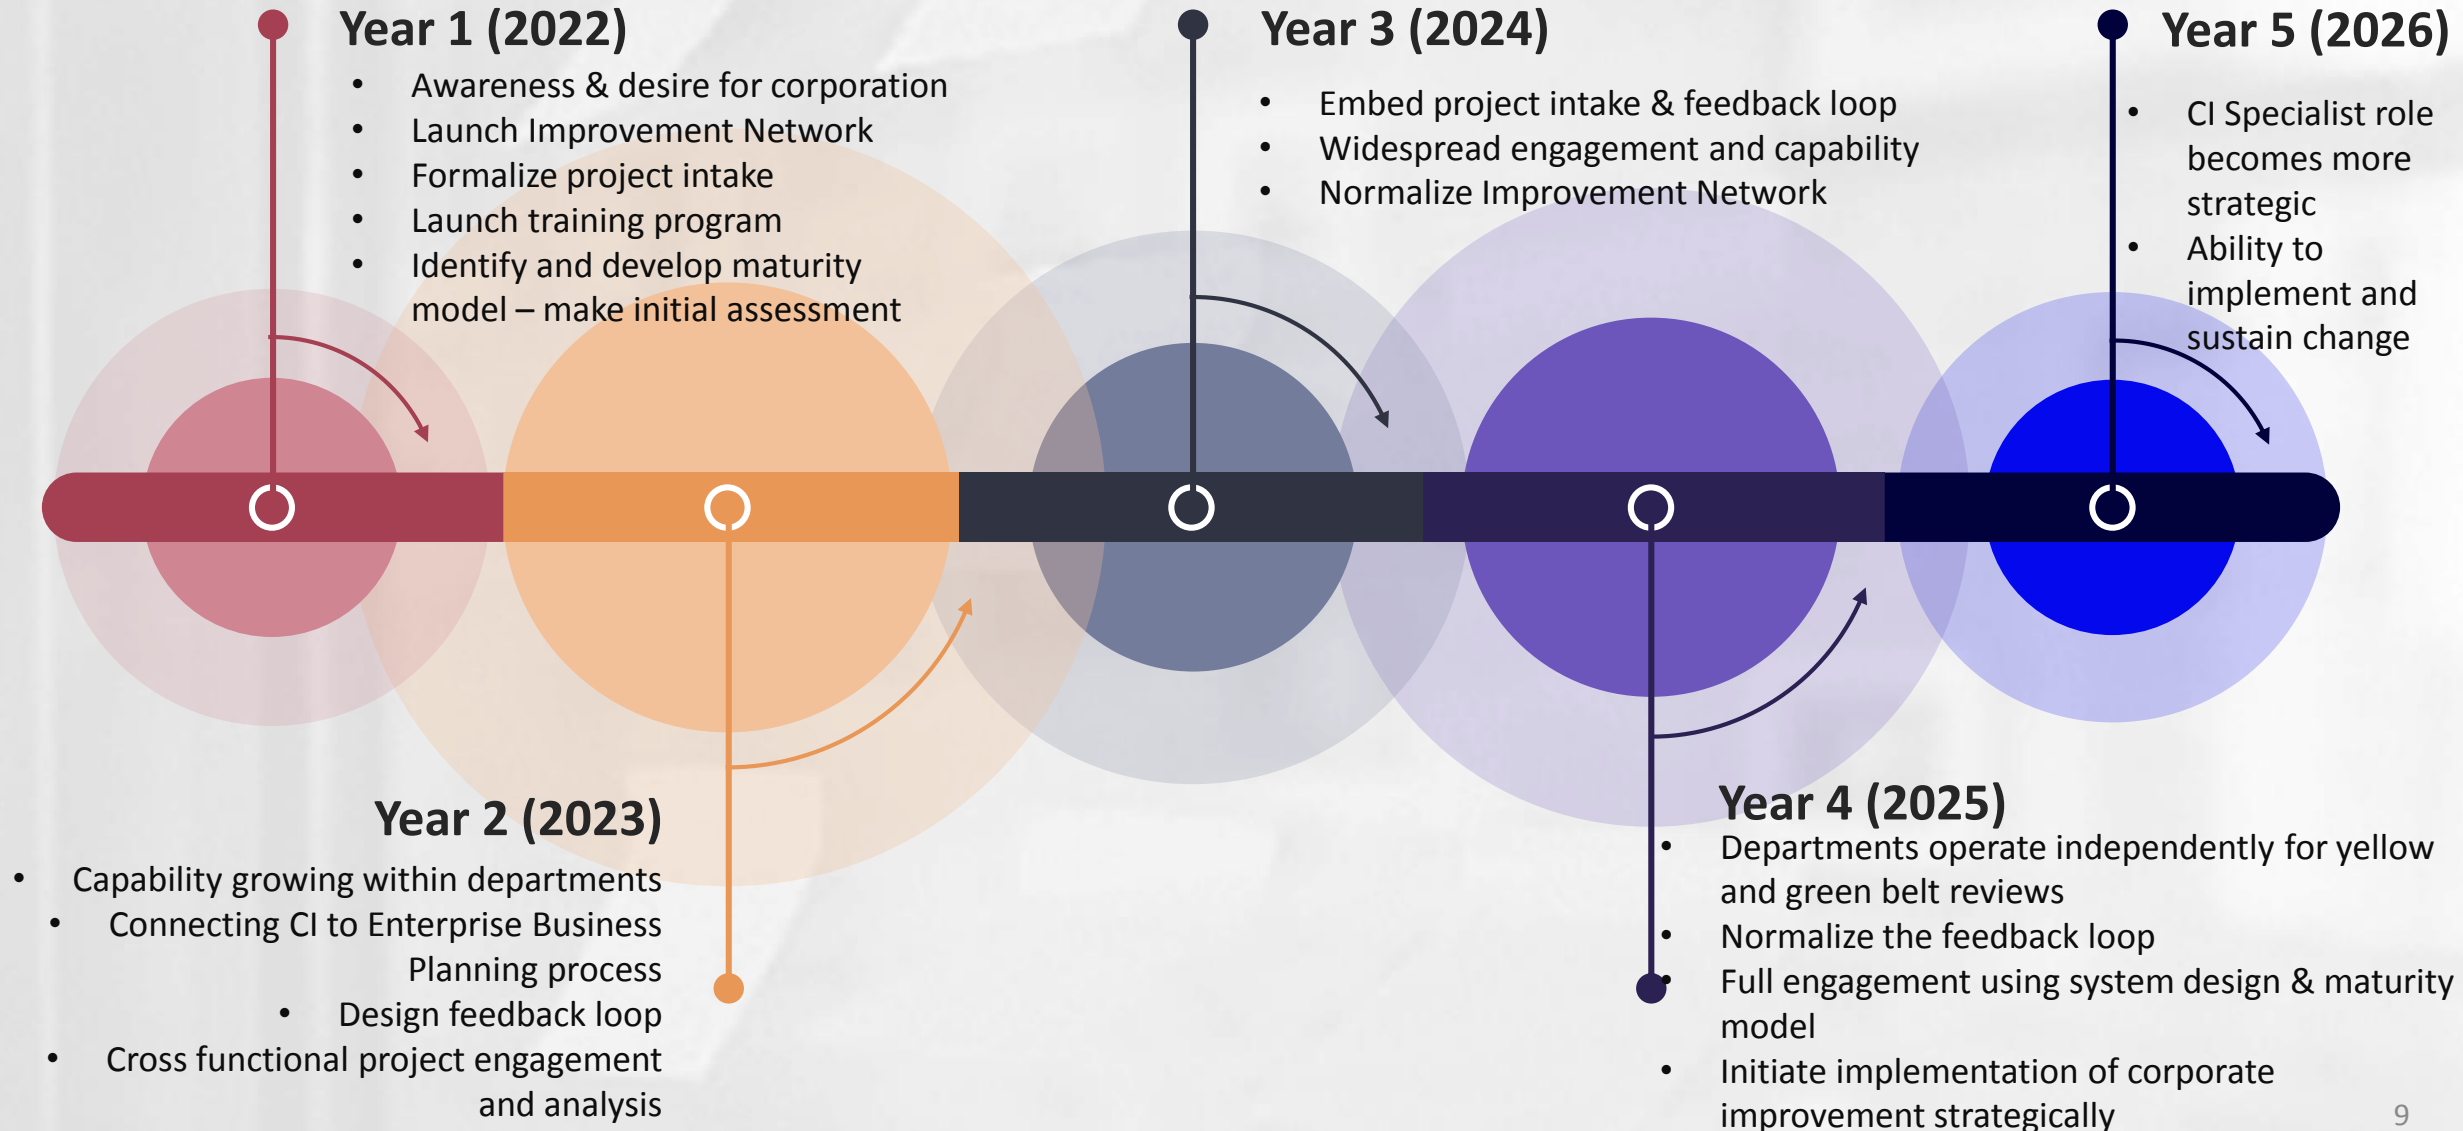 Year 1 (2022)
• Awareness & desire for corporation
• Launch Improvement Network
• Formalize project intake
• Launch training program
• Identify and develop maturity
model – make initial assessment
Year 2 (2023)
• Capability growing within departments
• Connecting CI to Enterprise Business
Planning process
• Design feedback loop
• Cross functional project engagement
and analysis
Year 3 (2024)
• Embed project intake & feedback loop
• Widespread engagement and capability
• Normalize Improvement Network
Year 4 (2025)
• Departments operate independently for yellow
and green belt reviews
• Normalize the feedback loop
• Full engagement using system design & maturity
model
• Initiate implementation of corporate
improvement strategically
Year 5 (2026)
• CI Specialist role
becomes more
strategic
• Ability to
implement and
sustain change
9